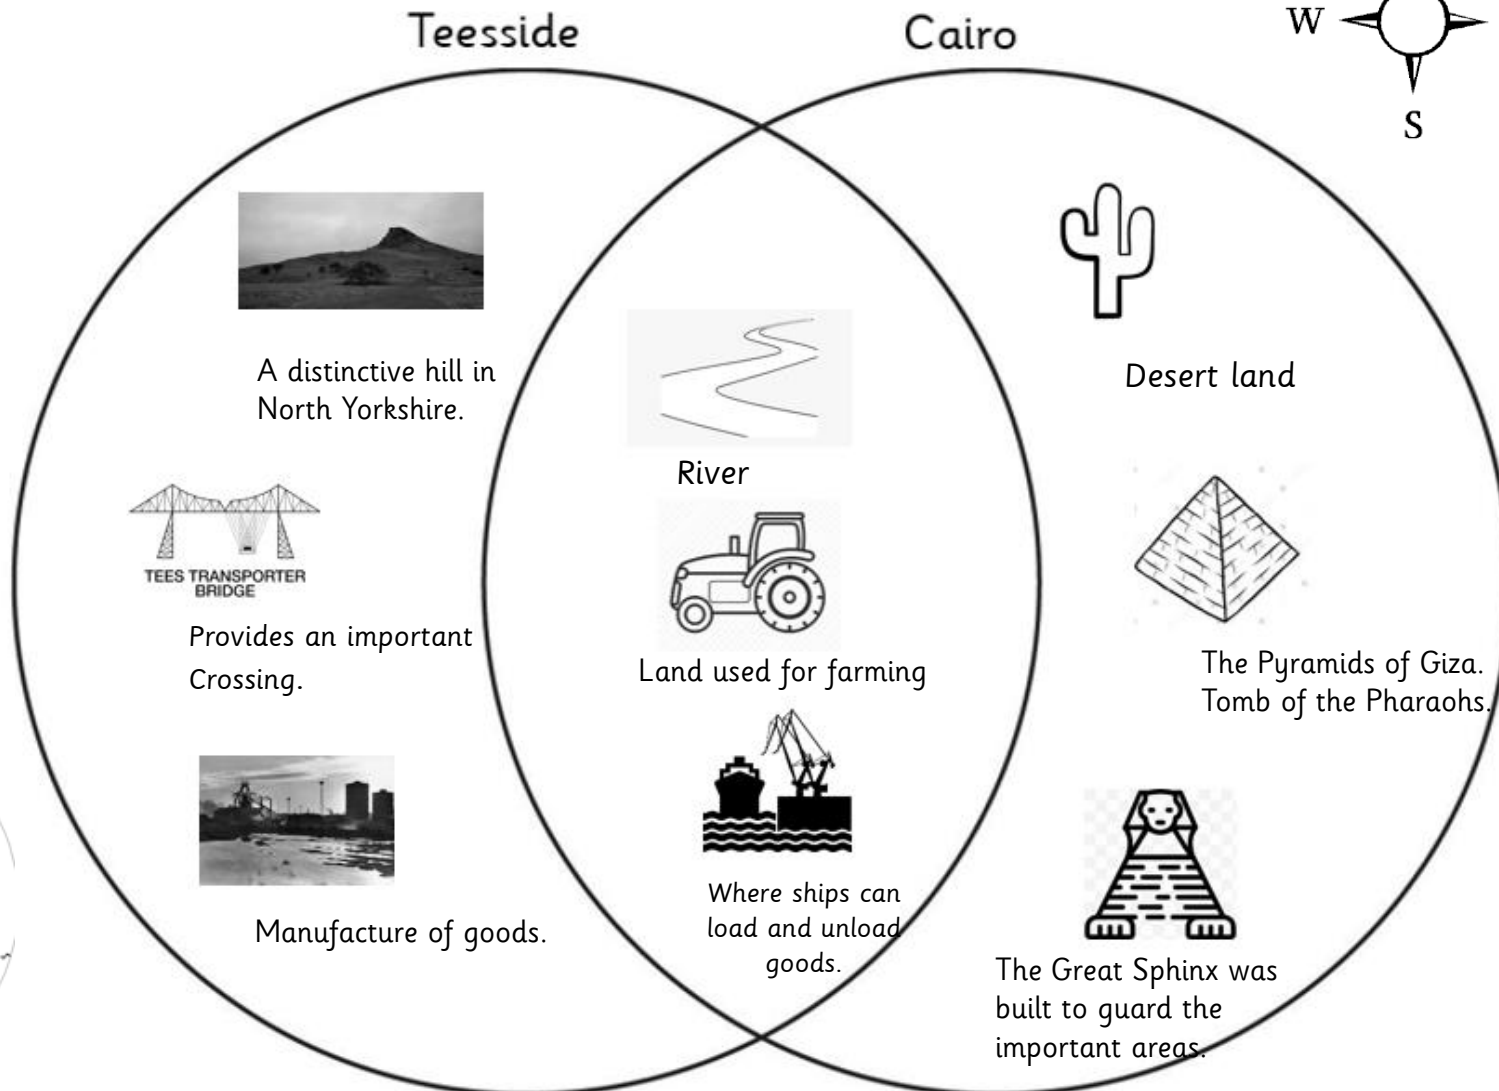 Teesside
Cairo
W
S
A distinctive hill in
North Yorkshire.
TEES TRANSPORTER
BRIDGE
Provides an important
Crossing.
Manufacture of goods.
River
Land used for farming
Where ships can
load and unload
goods.
Desert land
The Pyramids of Giza.
Tomb of the Pharaohs.
The Great Sphinx was
built to guard the
important areas.